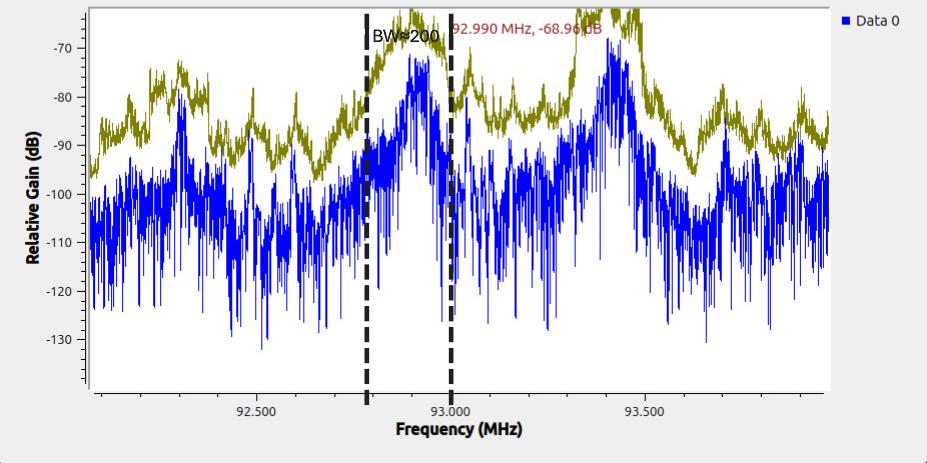 Data 0
BW≈200
92.990 MHz, -68.96 dB
-70
-80
-90
-100
-110
-120
-130
Relative Gain (dB)
92.500
93.000
93.500
Frequency (MHz)